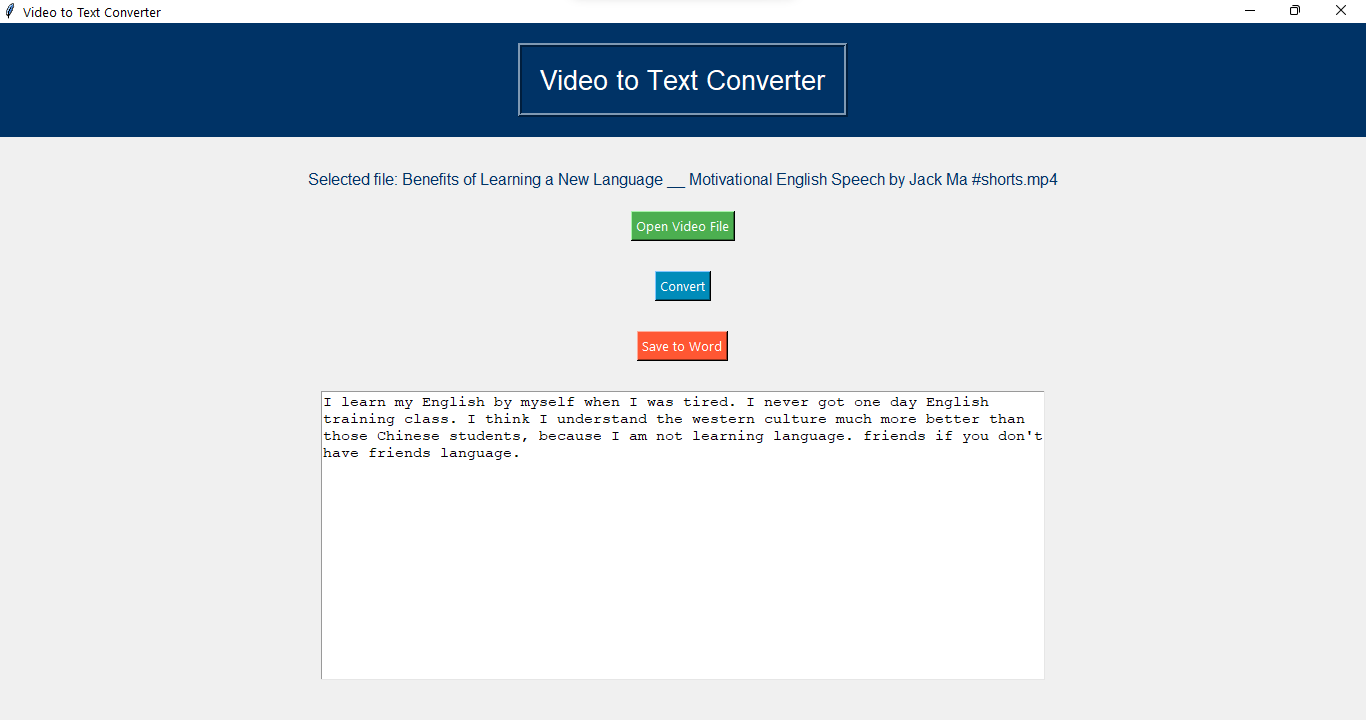 Video to Text Converter
Video to Text Converter
Selected file: Benefits of Learning a New Language __ Motivational English Speech by Jack Ma #shorts.mp4
Open Video File
Convert
Save to Word
I learn my English by myself when I was tired. I never got one day English
training class. I think I understand the western culture much more better than
those Chinese students, because I am not learning language. friends if you don't
have friends language.